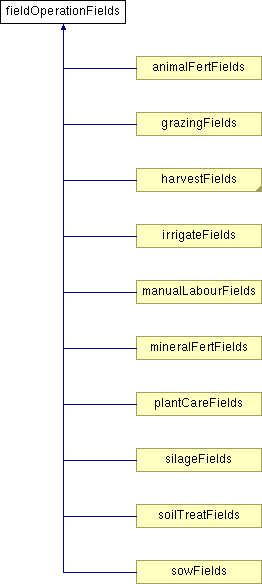 fieldOperationFields
animalFertFields
grazingFields
harvestFields
irrigateFields
manualLabourFields
mineralFertFields
plantCareFields
silageFields
soilTreatFields
sowFields